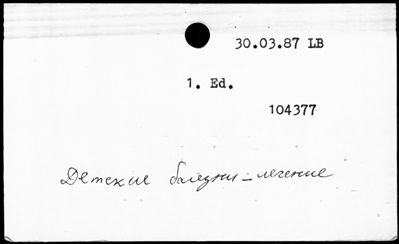 30.03.87 LB
1. Ed.
104377
Детские болезни – лечение